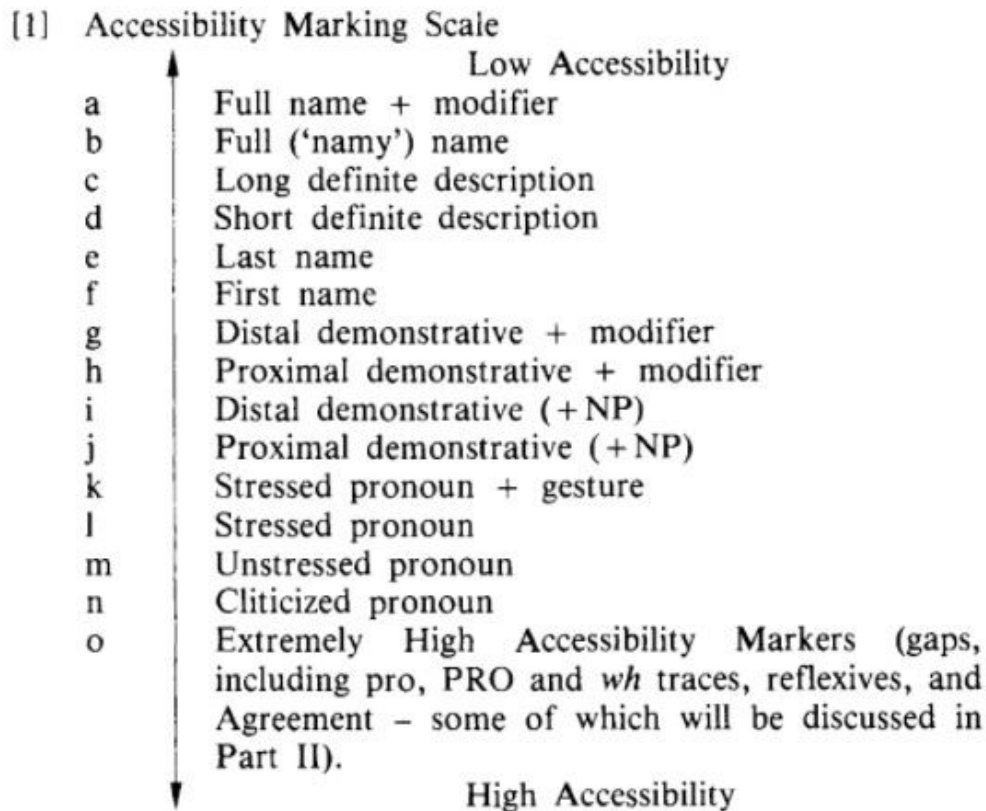 [1] Accessibility Marking Scale
Low Accessibility
a Full name + modifier
b Full (‘namy’) name
c Long definite description
d Short definite description
e Last name
f First name
g Distal demonstrative + modifier
h Proximal demonstrative + modifier
i Distal demonstrative (+NP)
j Proximal demonstrative (+NP)
k Stressed pronoun + gesture
l Stressed pronoun
m Unstressed pronoun
n Cliticized pronoun
o Extremely High Accessibility Markers (gaps,
including pro, PRO and wh traces, reflexives, and
Agreement – some of which will be discussed in
Part II).
High Accessibility